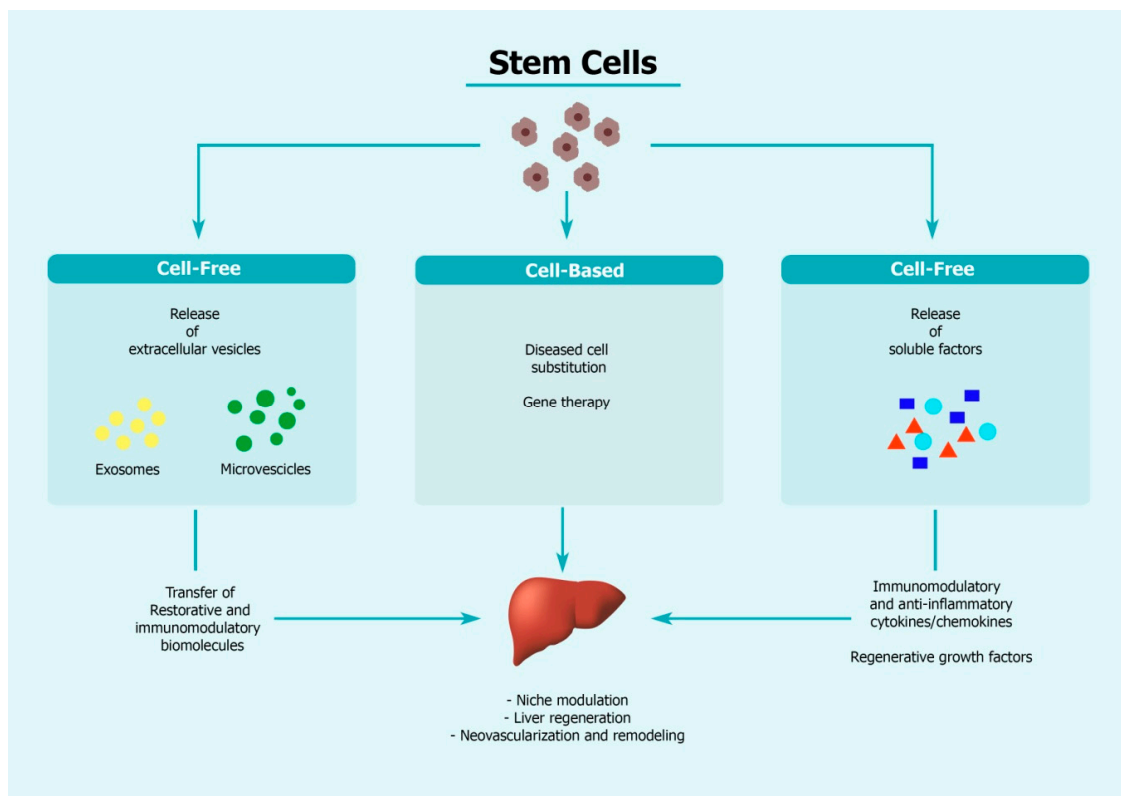 Stem Cells
Cell-Free
Release
of
extracellular vesicles
Exosomes
Microvescicles
Cell-Based
Diseased cell
substitution
Gene therapy
Cell-Free
Release
of
soluble factors
Transfer of
Restorative and
immunomodulatory
biomolecules
Immunomodulatory
and anti-inflammatory
cytokines/chemokines
Regenerative growth factors
- Niche modulation
- Liver regeneration
- Neovascularization and remodeling